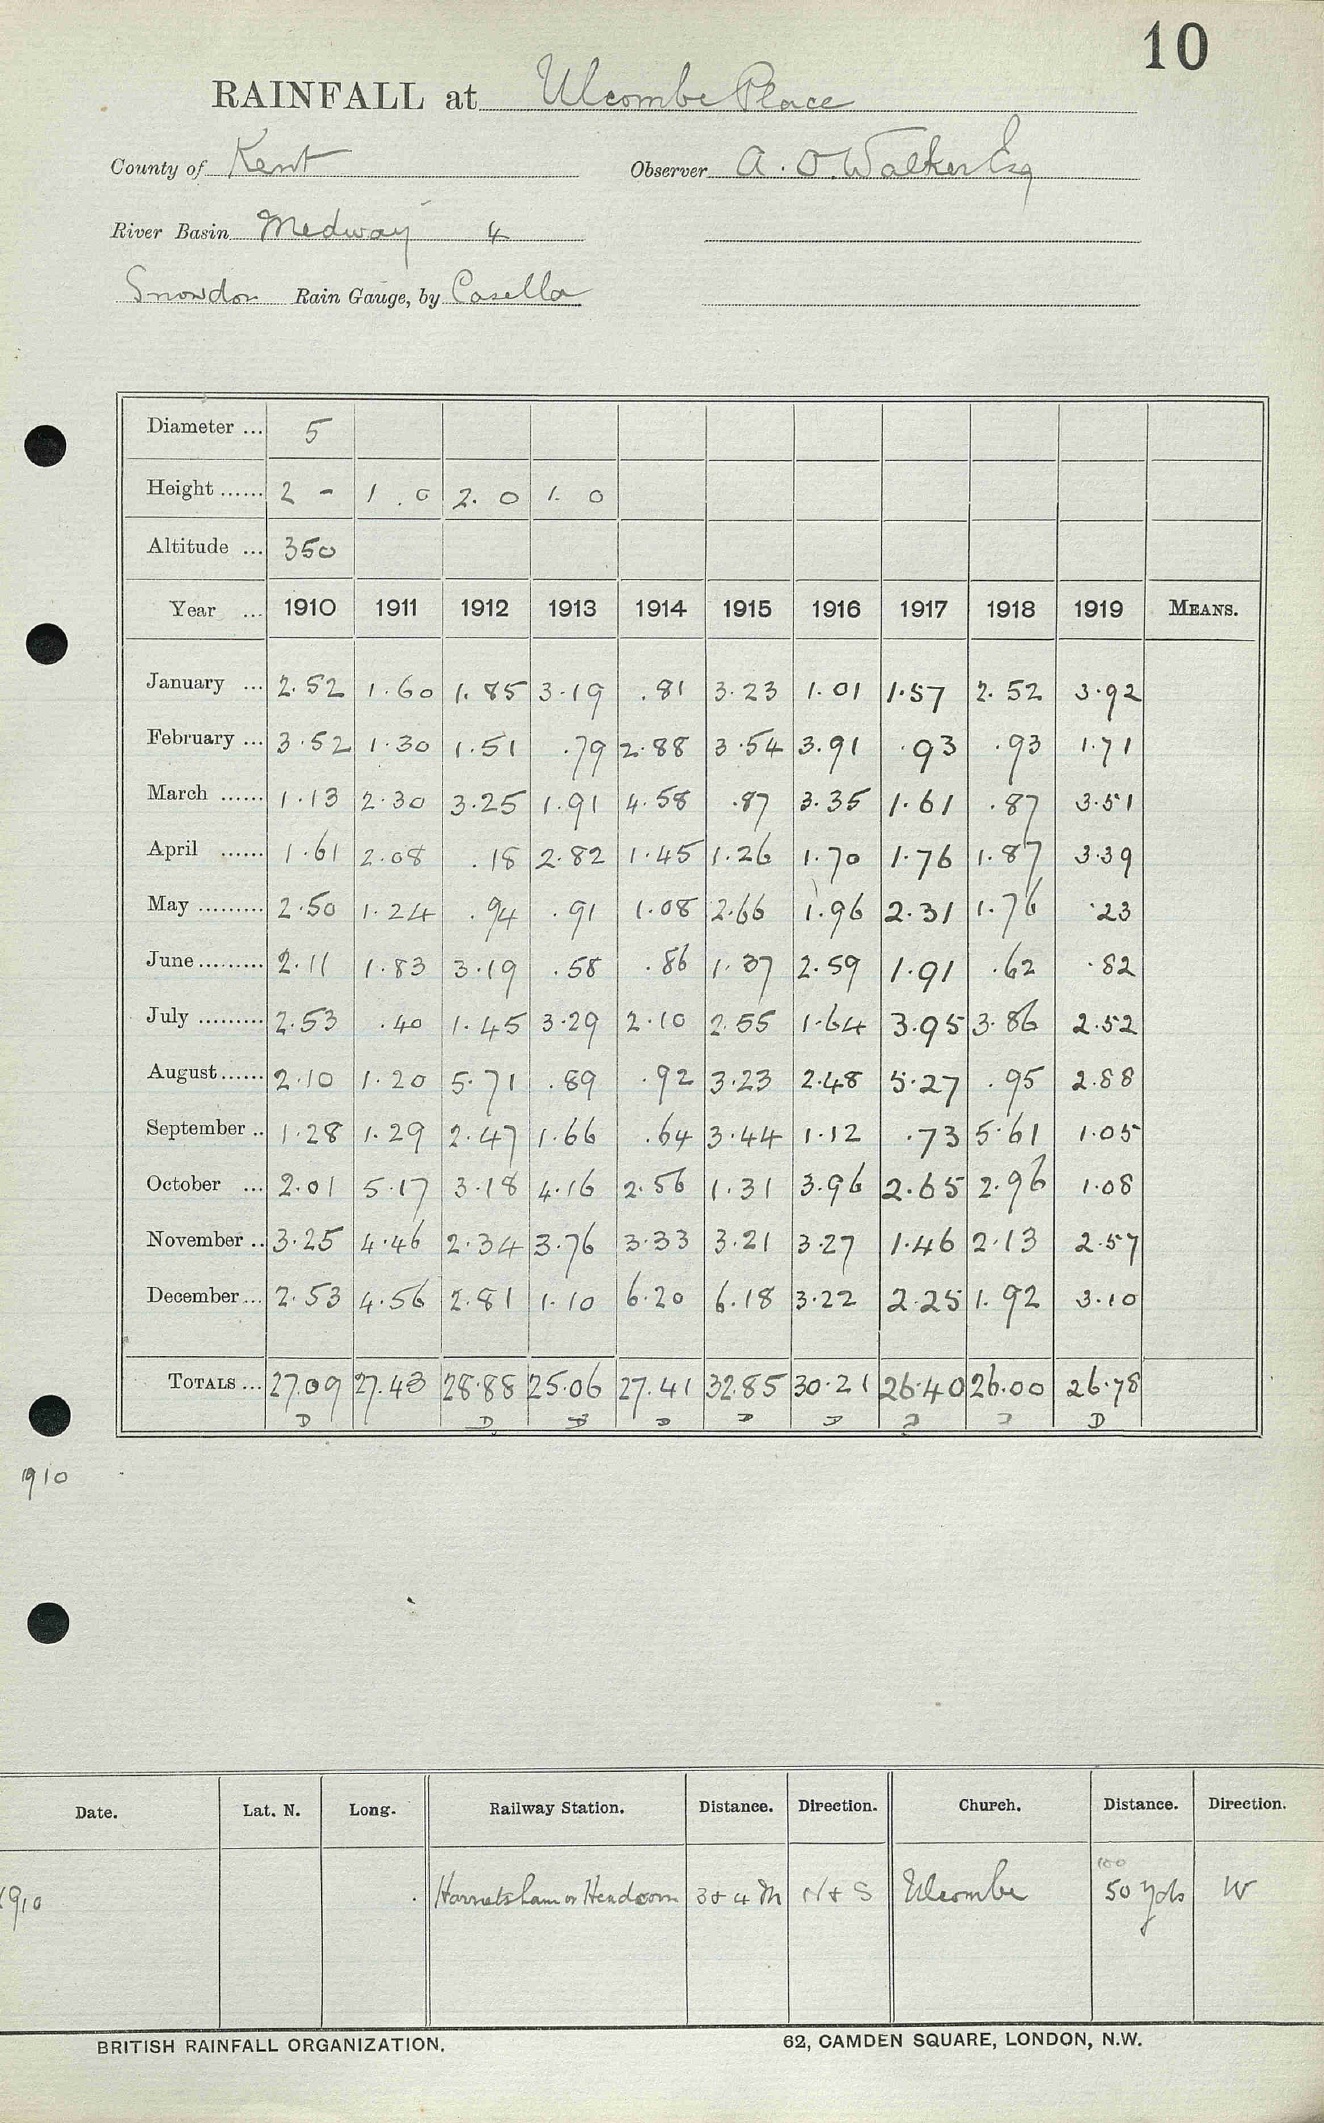 10
RAINFALL at Ulcombe Place
County of Kent Observer A. O. Walker Esq
River Basin Medway 4
Snowdon Rain Gauge, by Casella
Diameter ... 5
Height ...... 2 - 1.0 2.0 1.0
Altitude ... 350
Year ... 1910 1911 1912 1913 1914 1915 1916 1917 1918 1919 MEANS.
January ... 2.52 1.60 1.85 3.19 .81 3.23 1.01 1.57 2.52 3.92
February ... 3.52 1.30 1.51 .79 2.88 3.54 3.91 .93 .93 1.71
March ...... 1.13 2.30 3.25 1.91 4.58 .87 3.35 1.61 .87 3.51
April ...... 1.61 2.08 .18 2.82 1.45 1.26 1.70 1.76 1.87 3.39
May ......... 2.50 1.24 .94 .91 1.08 2.66 1.96 2.31 1.76 .23
June ......... 2.11 1.83 3.19 .58 .86 1.37 2.59 1.91 .62 .82
July ......... 2.53 .40 1.45 3.29 2.10 2.55 1.64 3.95 3.86 2.52
August ...... 2.10 1.20 5.71 .89 .92 3.23 2.48 5.27 .95 2.88
September .. 1.28 1.29 2.47 1.66 .64 3.44 1.12 .73 5.61 1.05
October ... 2.01 5.17 3.18 4.16 2.56 1.31 3.96 2.65 2.96 1.08
November .. 3.25 4.46 2.34 3.76 3.33 3.21 3.27 1.46 2.13 2.57
December ... 2.53 4.56 2.81 1.10 6.20 6.18 3.22 2.25 1.92 3.10
TOTALS ... 27.09 27.43 28.88 25.06 27.41 32.85 30.21 26.40 26.00 26.78
D D D D D D D D D
1910
Date. Lat. N. Long. Railway Station. Distance. Direction. Church. Distance. Direction.
100
1910 Harrietsham or Headcorn 3 & 4 M N & S Ulcombe 50 yds W
BRITISH RAINFALL ORGANIZATION. 62, CAMDEN SQUARE, LONDON, N.W.